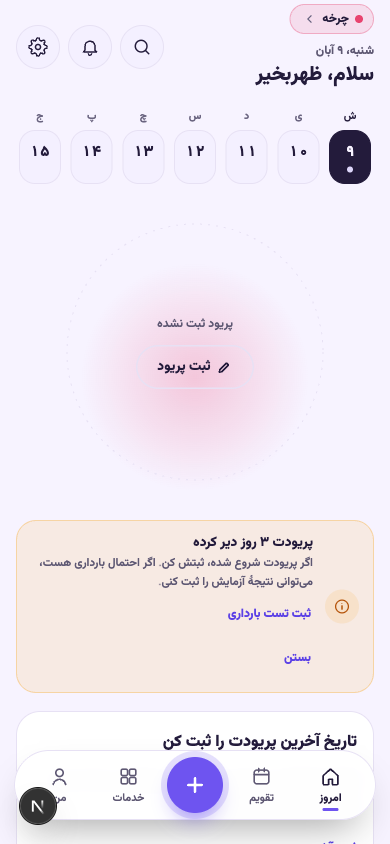 چرخه
شنبه، ۹ آبان
سلام، ظهربخیر
ش ی د س چ پ ج
۹ ۱۰ ۱۱ ۱۲ ۱۳ ۱۴ ۱۵
پریود ثبت نشده
ثبت پریود
پریودت ۳ روز دیر کرده
اگر پریودت شروع شده، ثبتش کن. اگر احتمال بارداری هست،
می‌توانی نتیجهٔ آزمایش را ثبت کنی.
ثبت تست بارداری
بستن
تاریخ آخرین پریودت را ثبت کن
امروز تقویم خدمات من
N